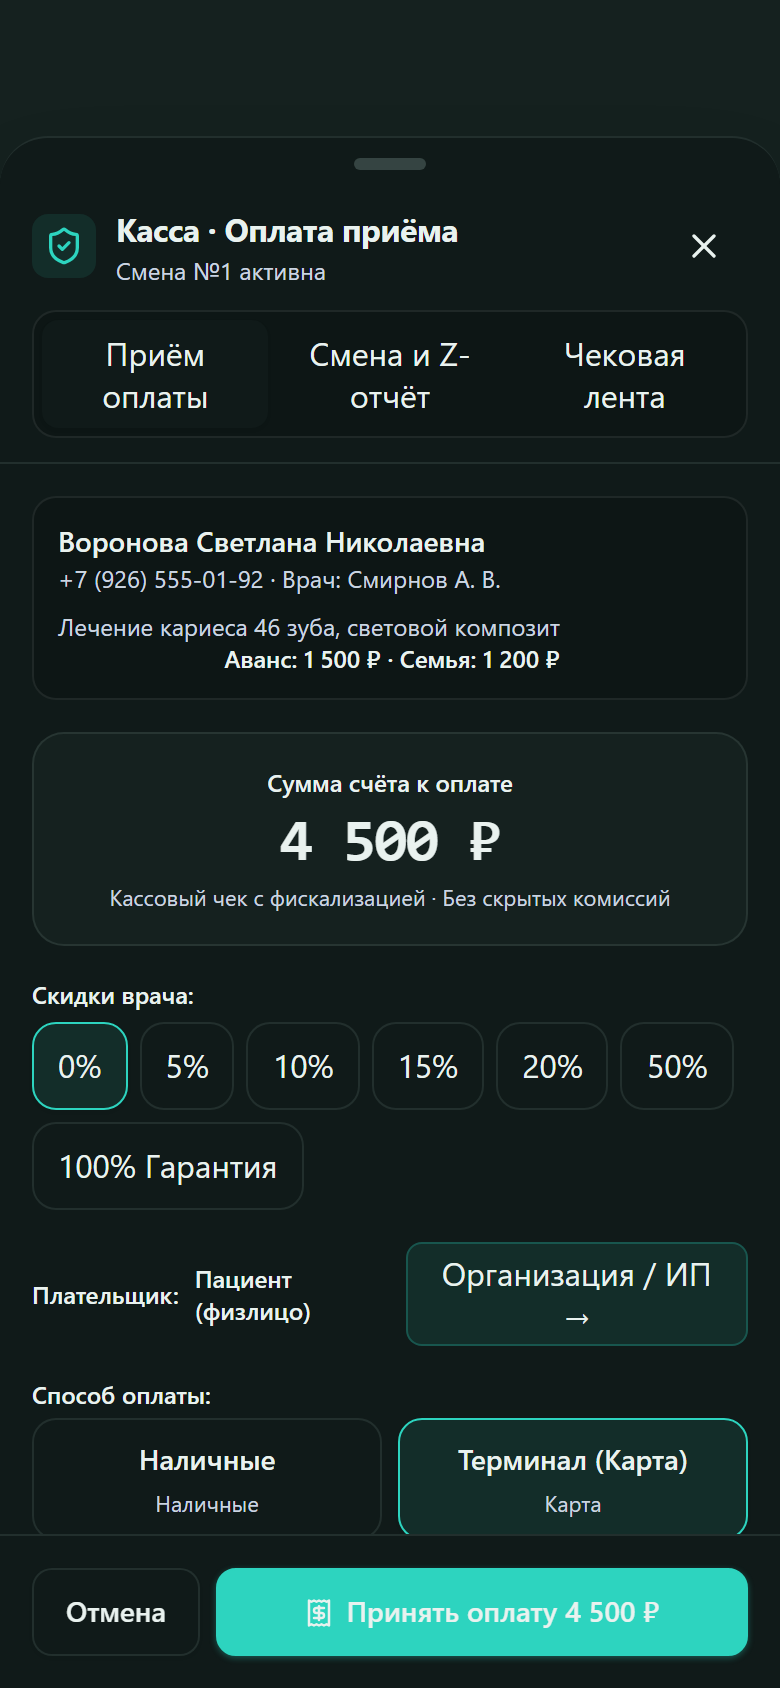 Касса · Оплата приёма
Смена №1 активна
Приём оплаты
Смена и Z-отчёт
Чековая лента
Воронова Светлана Николаевна
+7 (926) 555-01-92 · Врач: Смирнов А. В.
Лечение кариеса 46 зуба, световой композит
Аванс: 1 500 ₽ · Семья: 1 200 ₽
Сумма счёта к оплате
4 500 ₽
Кассовый чек с фискализацией · Без скрытых комиссий
Скидки врача:
0% 5% 10% 15% 20% 50%
100% Гарантия
Плательщик: Пациент (физлицо)
Организация / ИП →
Способ оплаты:
Наличные
Наличные
Терминал (Карта)
Карта
Отмена
Принять оплату 4 500 ₽